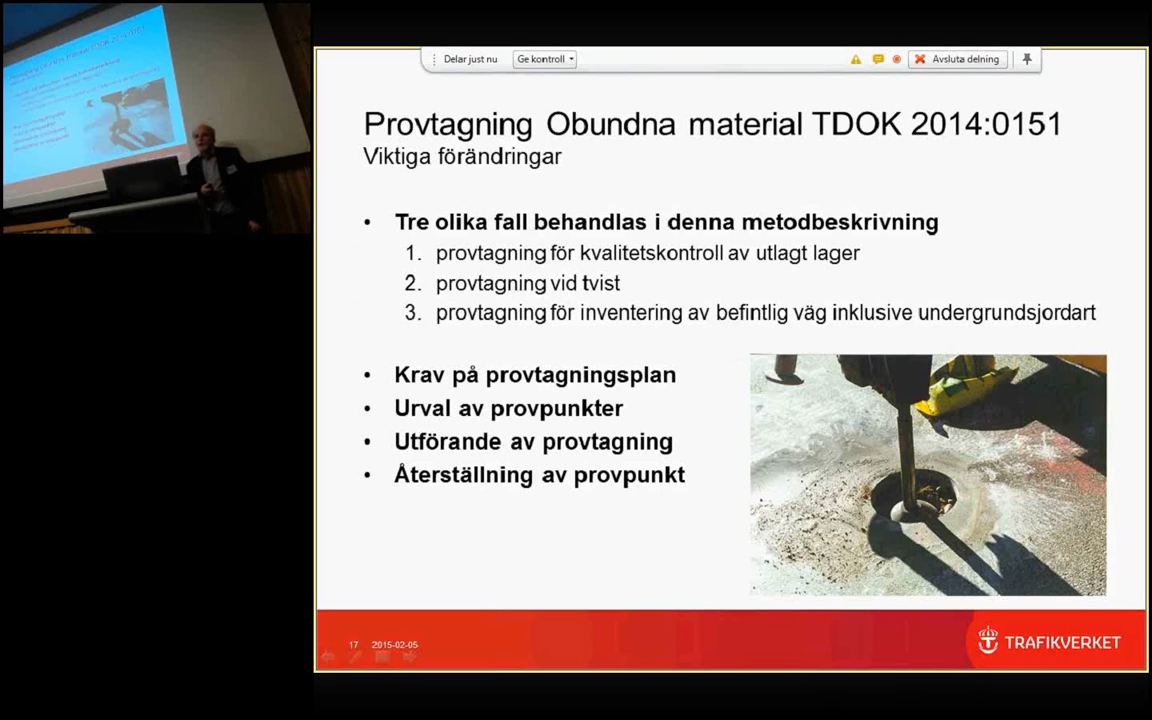 Delar just nu
Ge kontroll
Avsluta delning
Provtagning Obundna material TDOK 2014:0151
Viktiga förändringar
• Tre olika fall behandlas i denna metodbeskrivning
1. provtagning för kvalitetskontroll av utlagt lager
2. provtagning vid tvist
3. provtagning för inventering av befintlig väg inklusive undergrundsjordart
• Krav på provtagningsplan
• Urval av provpunkter
• Utförande av provtagning
• Återställning av provpunkt
17 2015-02-05
TRAFIKVERKET